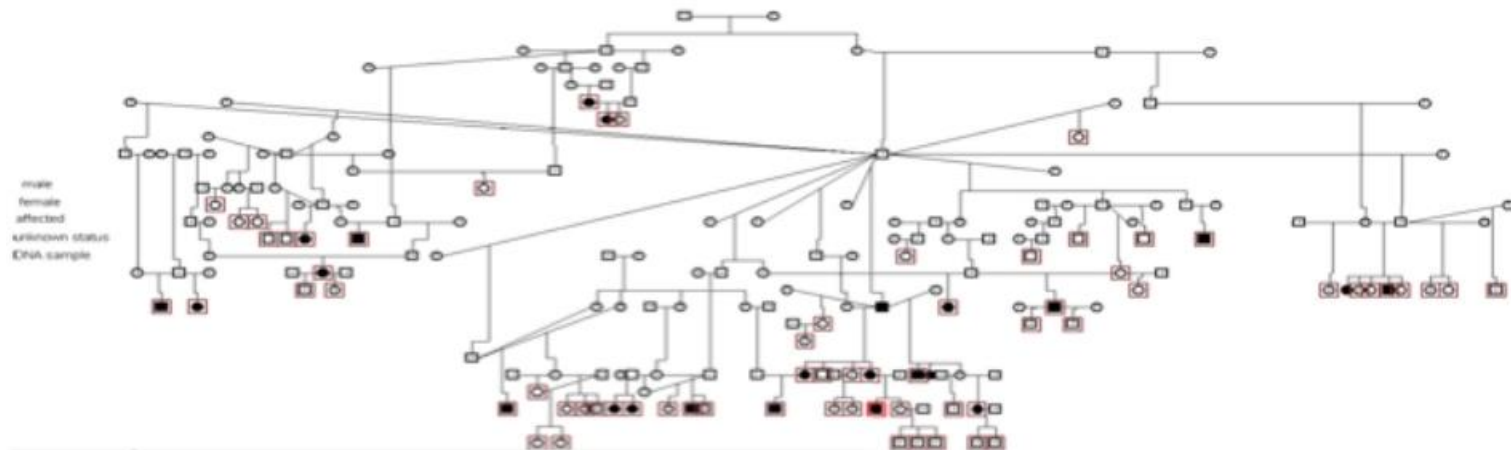 male
female
affected
unknown status
DNA sample